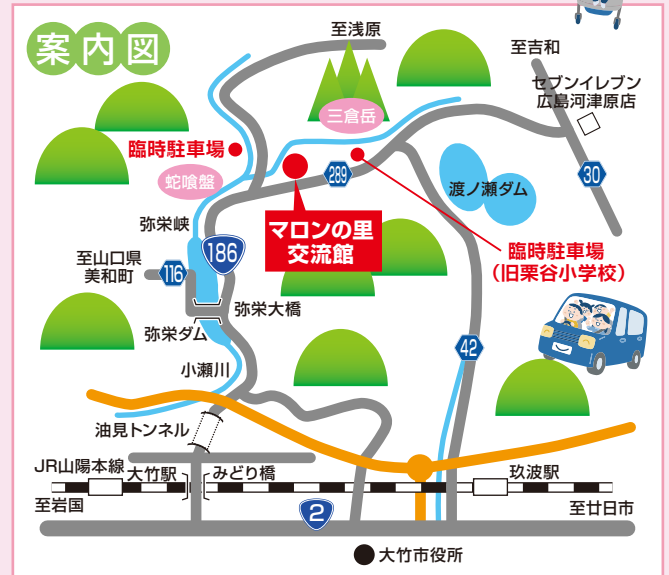 案内図
至浅原
至吉和
セブンイレブン
広島河津原店
三倉岳
臨時駐車場
蛇喰盤
289
30
渡ノ瀬ダム
弥栄峡
マロンの里
交流館
186
臨時駐車場
(旧栗谷小学校)
至山口県
美和町
116
弥栄大橋
弥栄ダム
42
小瀬川
油見トンネル
JR山陽本線
大竹駅
みどり橋
玖波駅
至岩国
2
至廿日市
大竹市役所